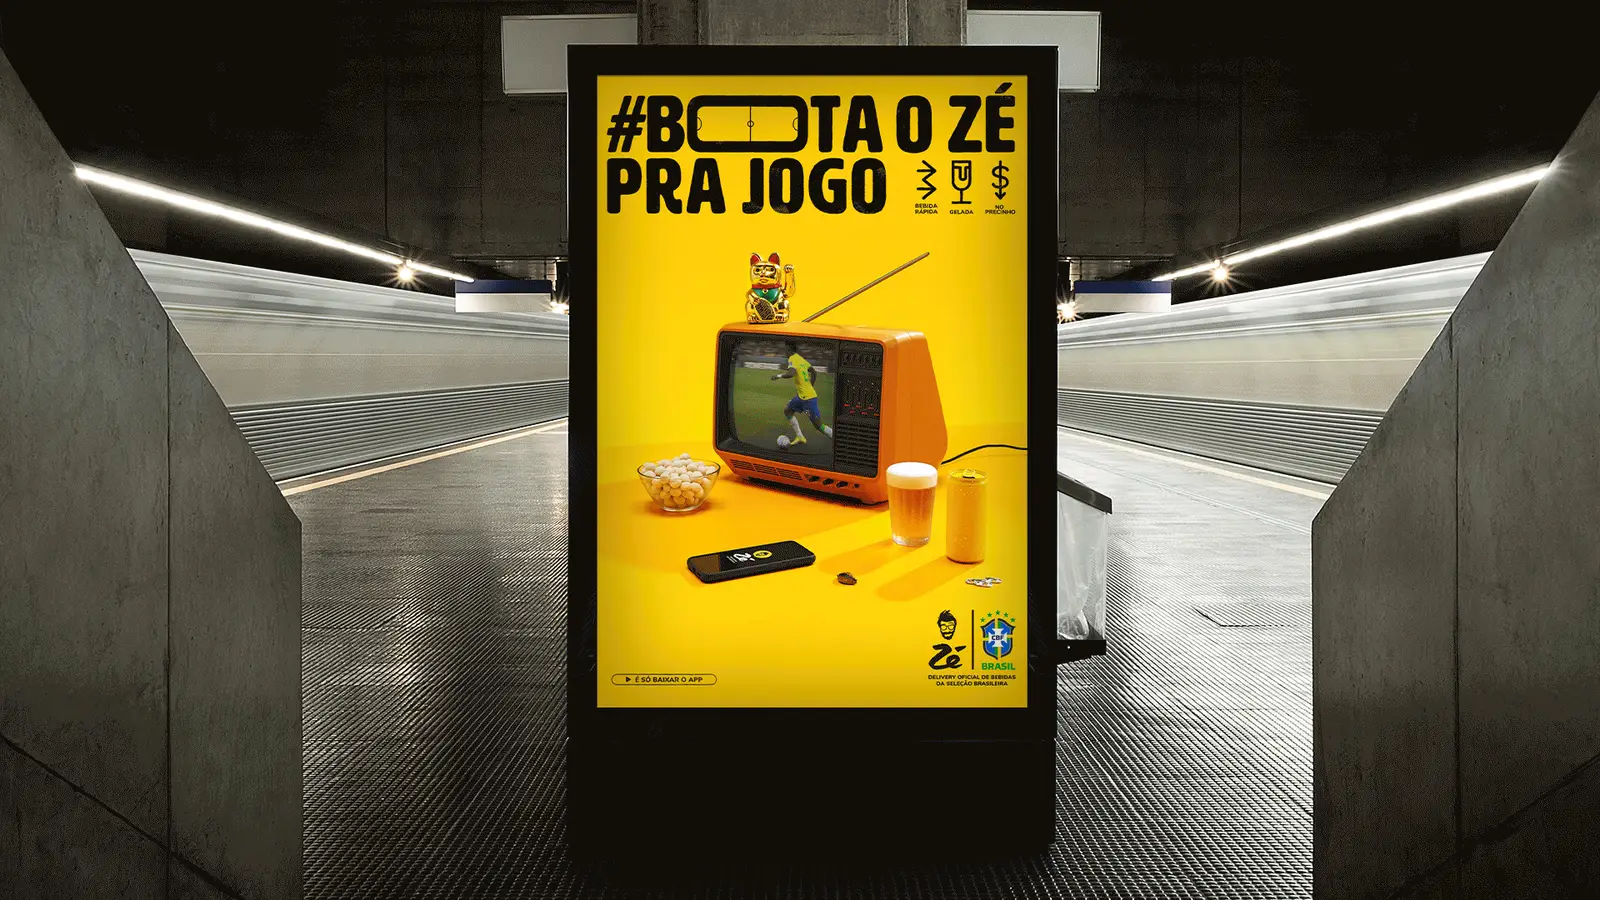 #BOTA O ZÉ
PRA JOGO
BEBIDA
RÁPIDA
GELADA
NO
PRECINHO
Zé
CBF
BRASIL
DELIVERY OFICIAL DE BEBIDAS
DA SELEÇÃO BRASILEIRA
É SÓ BAIXAR O APP
Zé